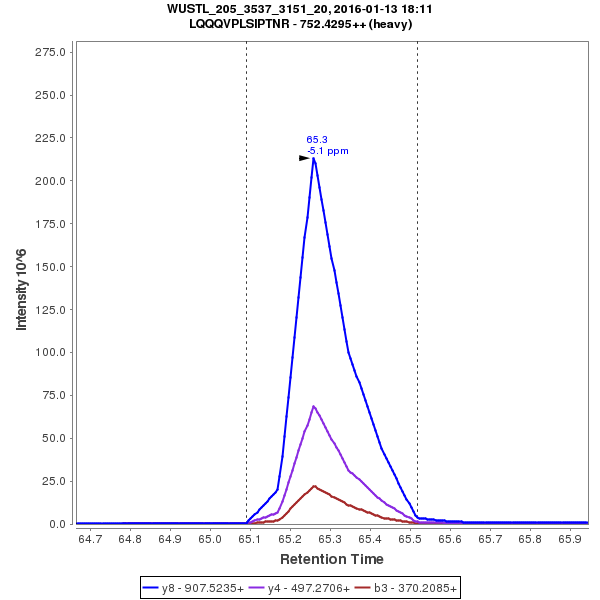 WUSTL_205_3537_3151_20, 2016-01-13 18:11
LQQQVPLSIPTNR - 752.4295++ (heavy)
275.0
250.0
225.0
200.0
175.0
150.0
125.0
100.0
75.0
50.0
25.0
0.0
Intensity 10^6
65.3
-5.1 ppm
64.7 64.8 64.9 65.0 65.1 65.2 65.3 65.4 65.5 65.6 65.7 65.8 65.9
Retention Time
y8 - 907.5235+ y4 - 497.2706+ b3 - 370.2085+